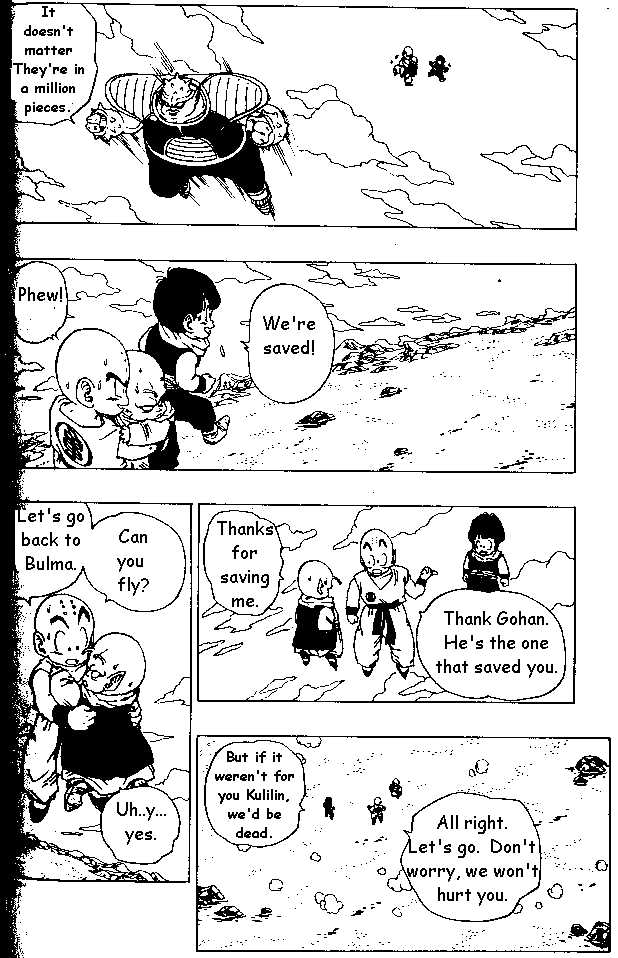 It
doesn't
matter
They're in
a million
pieces.
Phew!
We're
saved!
Let's go
back to
Bulma.
Can
you
fly?
Uh..y...
yes.
Thanks
for
saving
me.
Thank Gohan.
He's the one
that saved you.
But if it
weren't for
you Kulilin,
we'd be
dead.
All right.
Let's go. Don't
worry, we won't
hurt you.